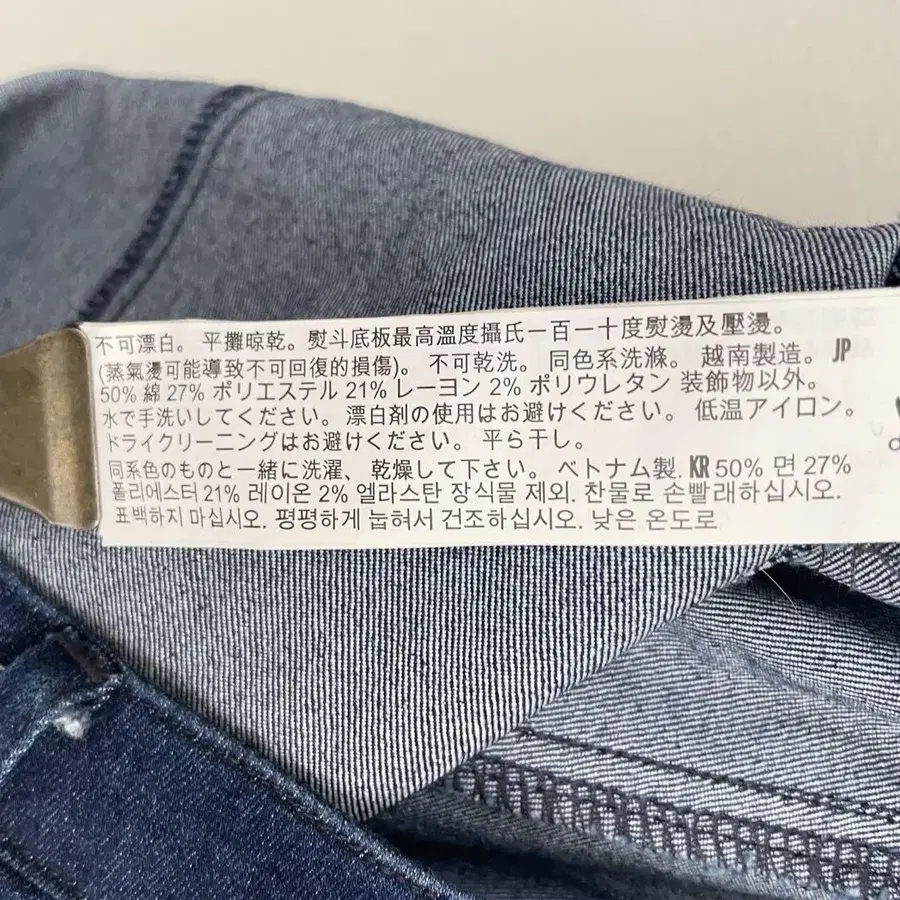 不可漂白。平攤晾乾。熨斗底板最高溫度攝氏一百一十度熨燙及壓燙。
(蒸氣燙可能導致不可回復的損傷)。不可乾洗。同色系洗滌。越南製造。JP
50% 綿 27% ポリエステル 21% レーヨン 2% ポリウレタン 装飾物以外。
水で手洗いしてください。漂白剤の使用はお避けください。低温アイロン。
ドライクリーニングはお避けください。平ら干し。
同系色のものと一緒に洗濯、乾燥して下さい。ベトナム製. KR 50% 면 27%
폴리에스터 21% 레이온 2% 엘라스탄 장식물 제외. 찬물로 손빨래하십시오.
표백하지 마십시오. 평평하게 눕혀서 건조하십시오. 낮은 온도로